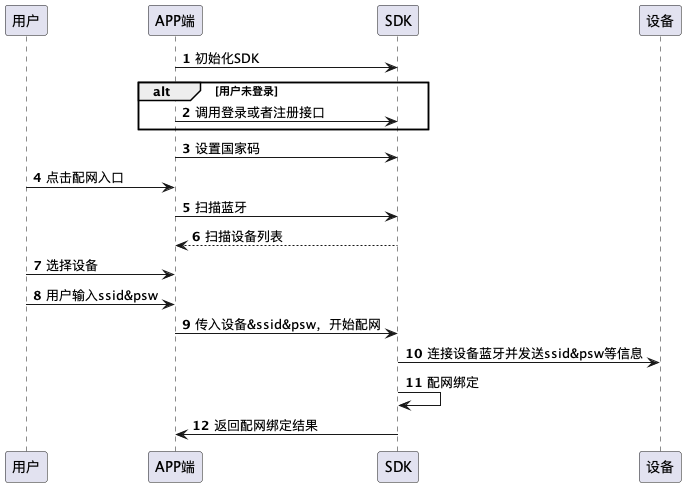 用户 APP端 SDK 设备
1 初始化SDK
alt [用户未登录]
2 调用登录或者注册接口
3 设置国家码
4 点击配网入口
5 扫描蓝牙
6 扫描设备列表
7 选择设备
8 用户输入ssid&psw
9 传入设备&ssid&psw，开始配网
10 连接设备蓝牙并发送ssid&psw等信息
11 配网绑定
12 返回配网绑定结果
用户 APP端 SDK 设备